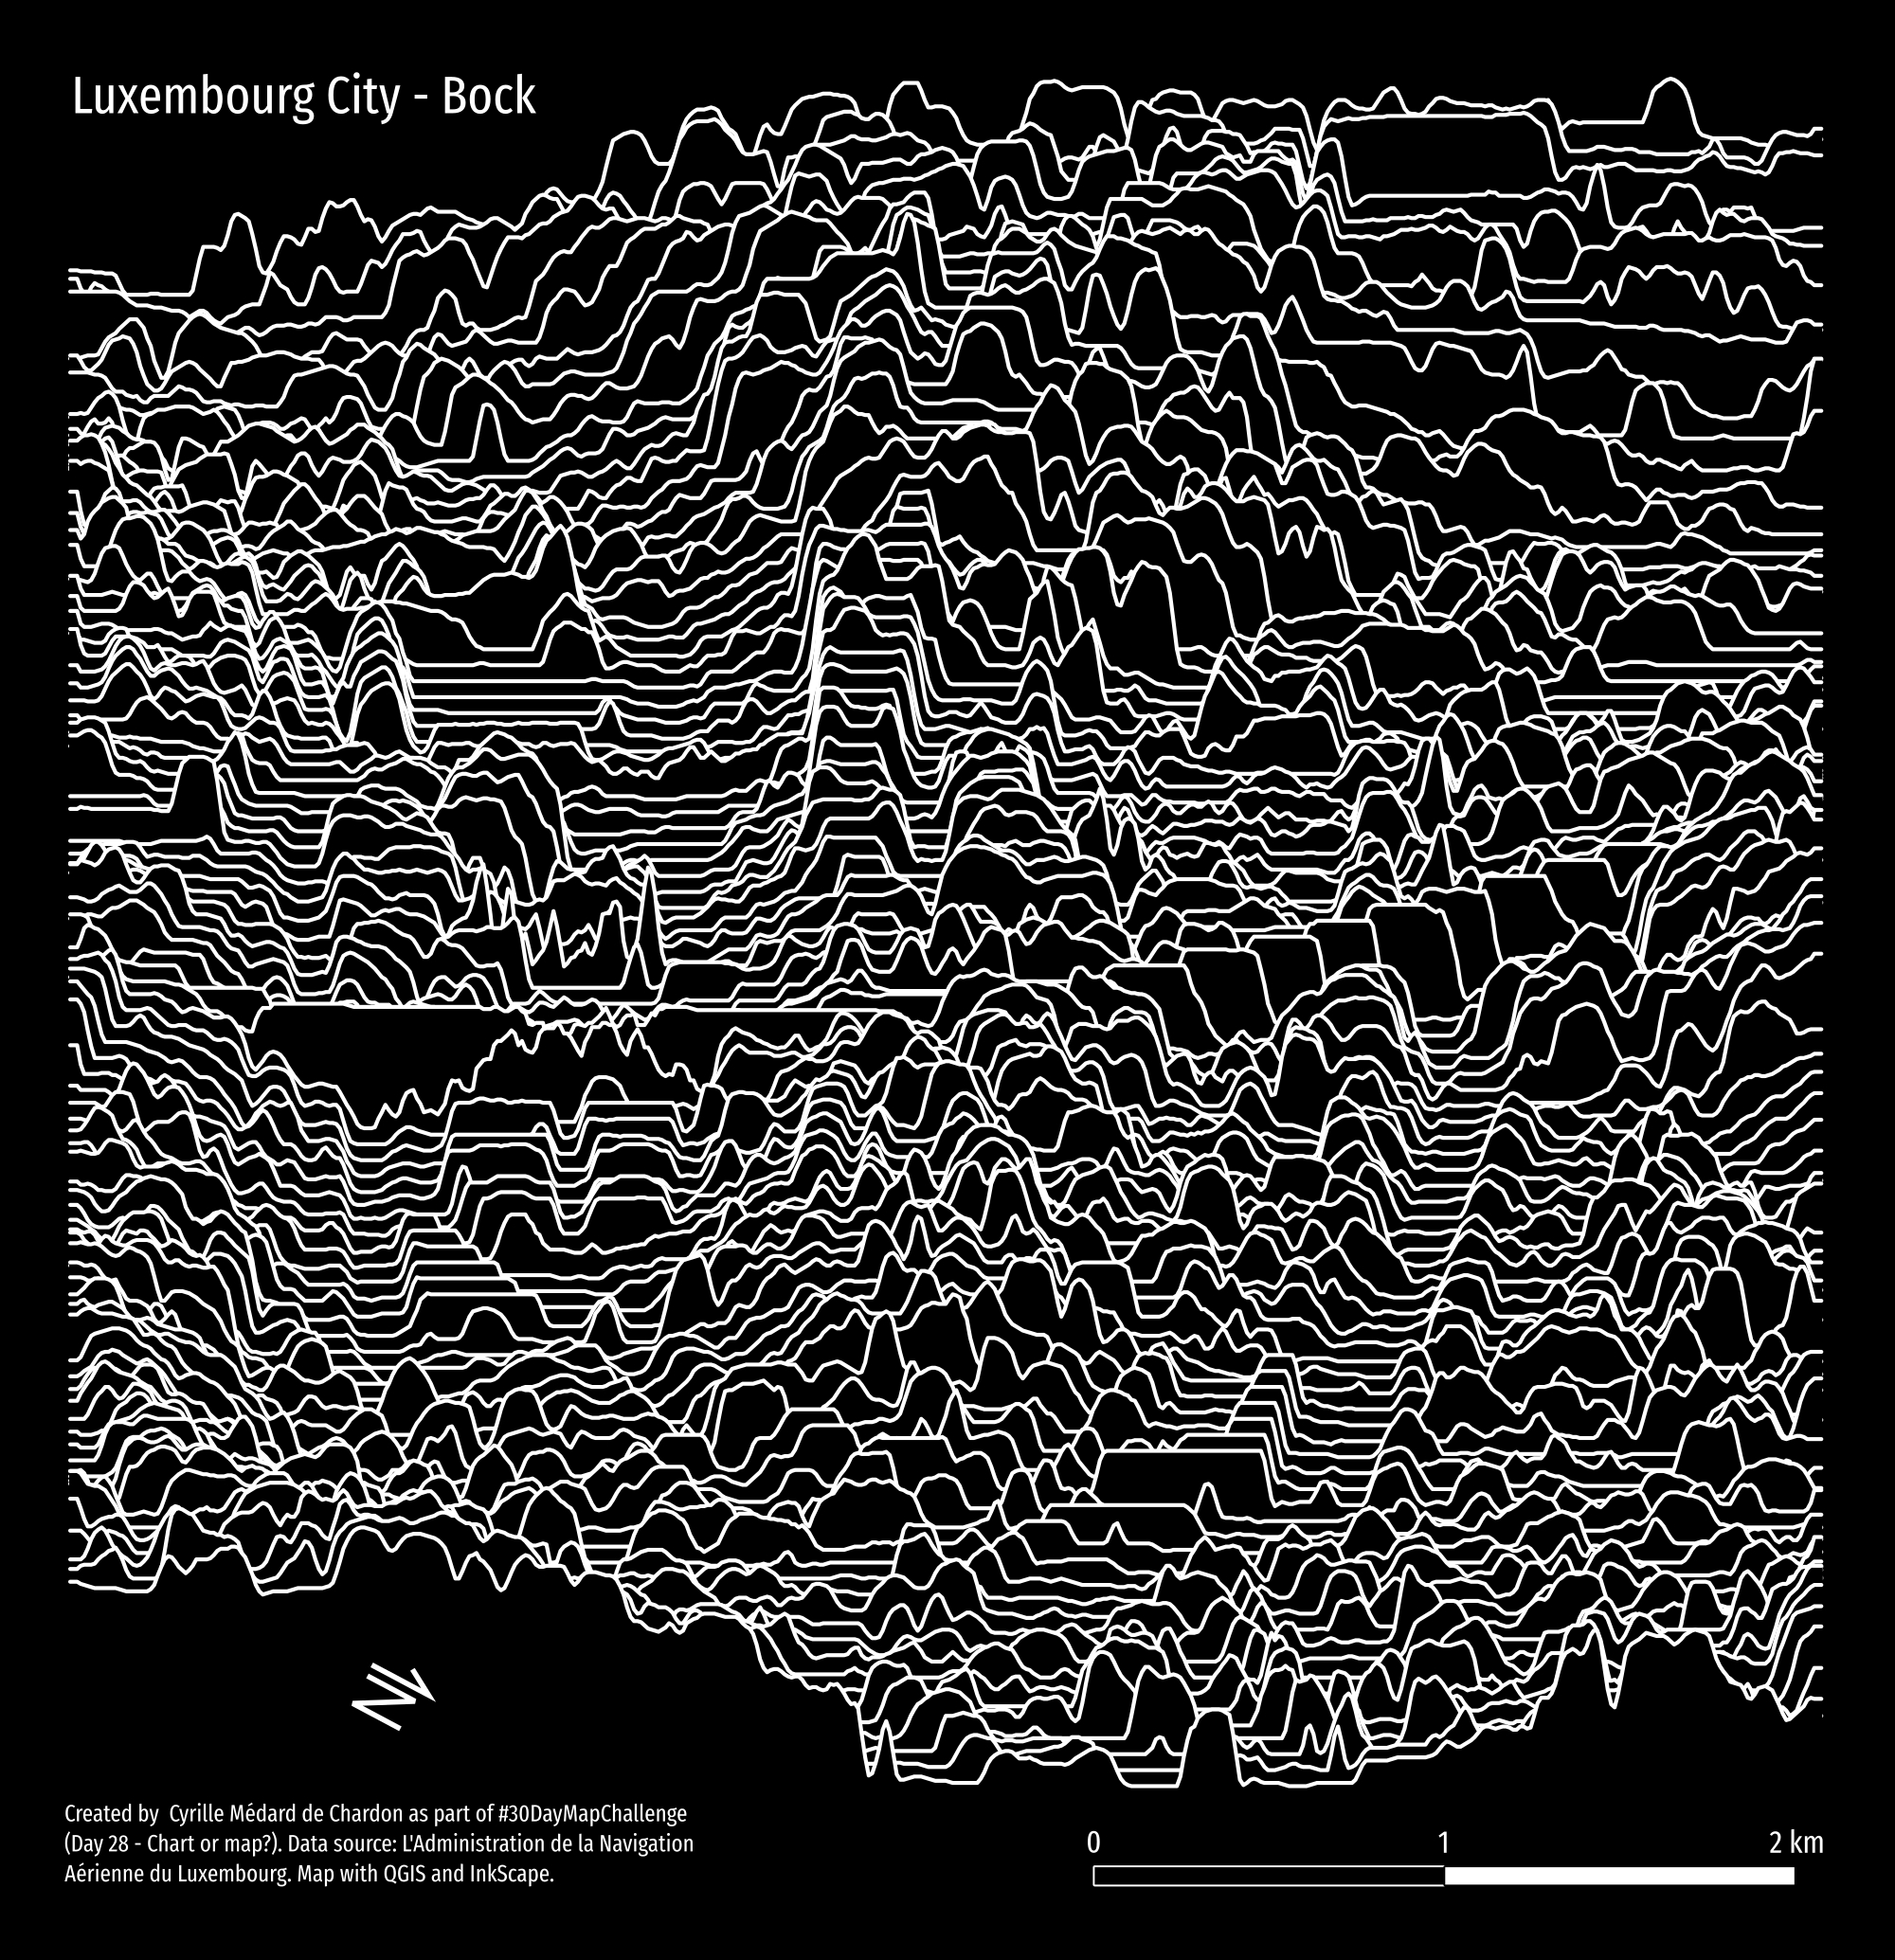 Luxembourg City - Bock
Created by  Cyrille Médard de Chardon as part of #30DayMapChallenge
(Day 28 - Chart or map?). Data source: L'Administration de la Navigation
Aérienne du Luxembourg. Map with QGIS and InkScape.
0 1 2 km